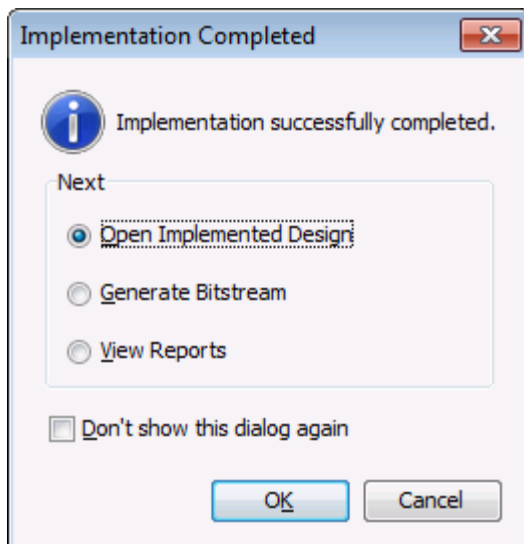 Implementation Completed
Implementation successfully completed.
Next
Open Implemented Design
Generate Bitstream
View Reports
Don't show this dialog again
OK
Cancel